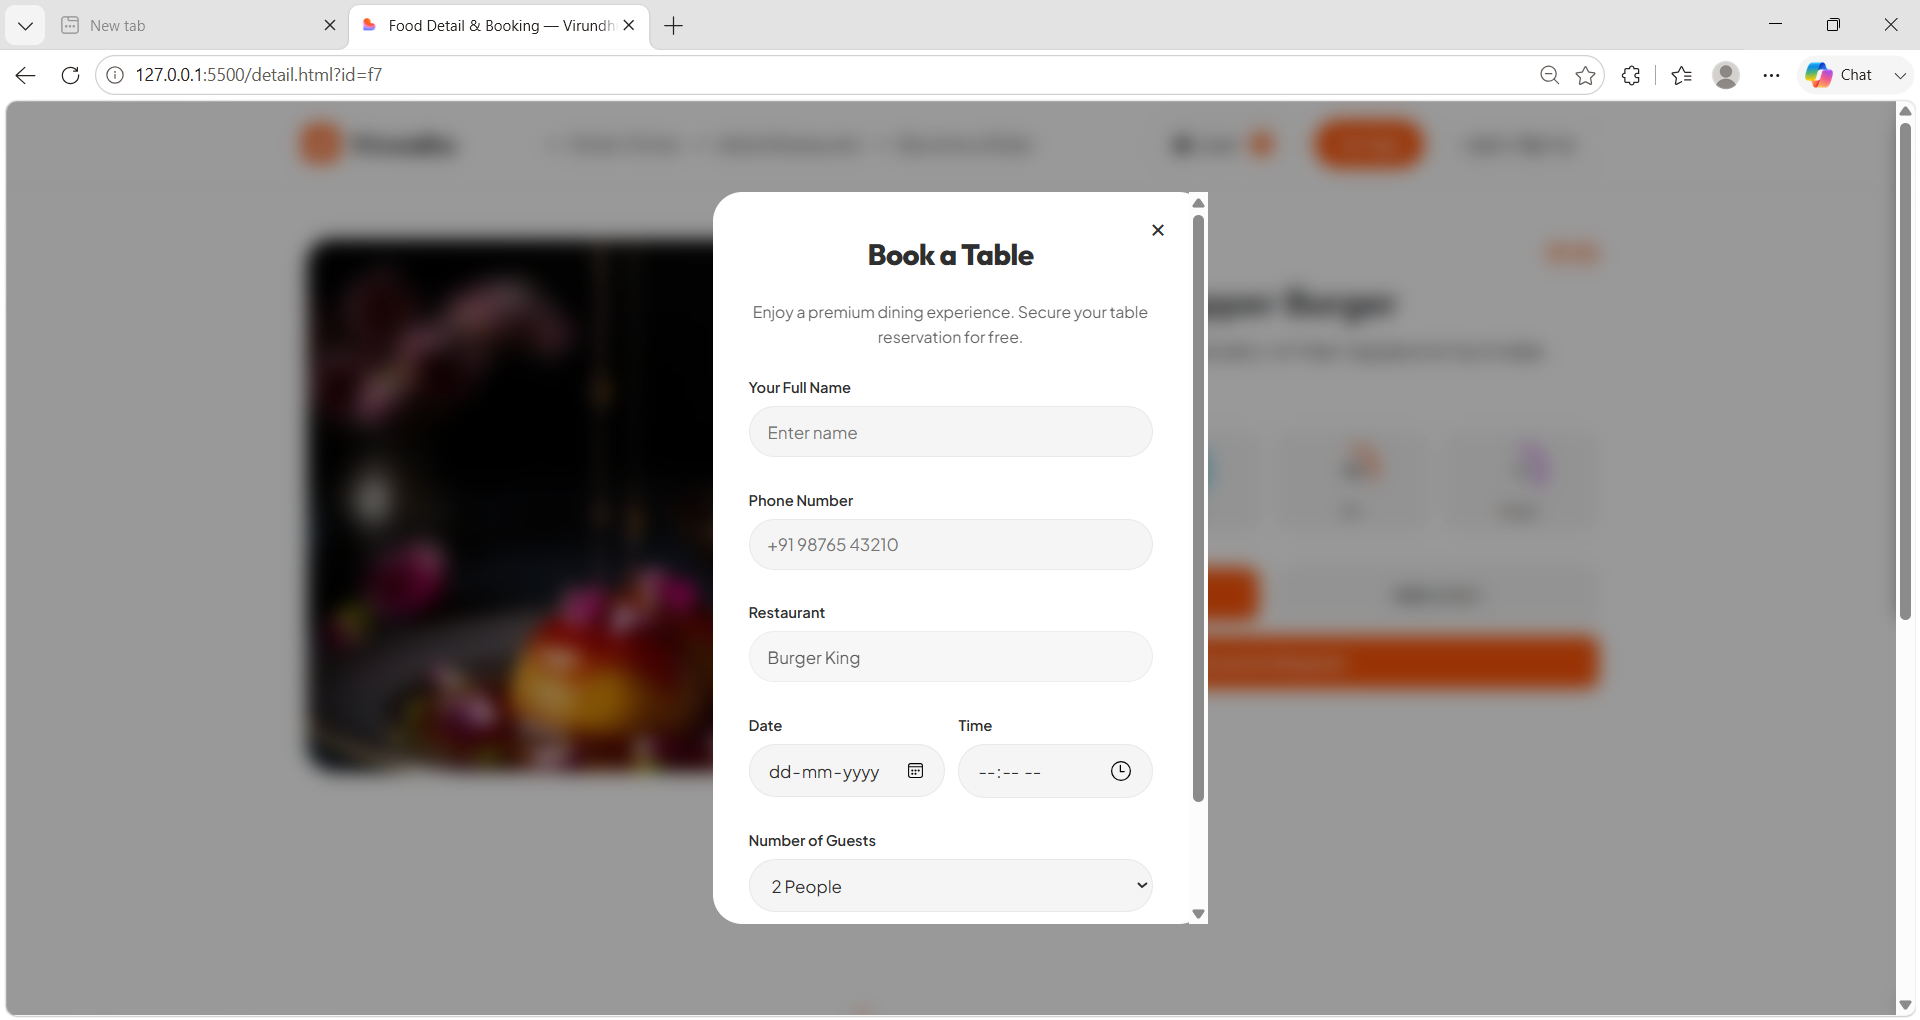 New tab
Food Detail & Booking — Virundh
127.0.0.1:5500/detail.html?id=f7
Chat
Book a Table
Enjoy a premium dining experience. Secure your table
reservation for free.
Your Full Name
Enter name
Phone Number
+91 98765 43210
Restaurant
Burger King
Date
Time
dd-mm-yyyy
--:-- --
Number of Guests
2 People